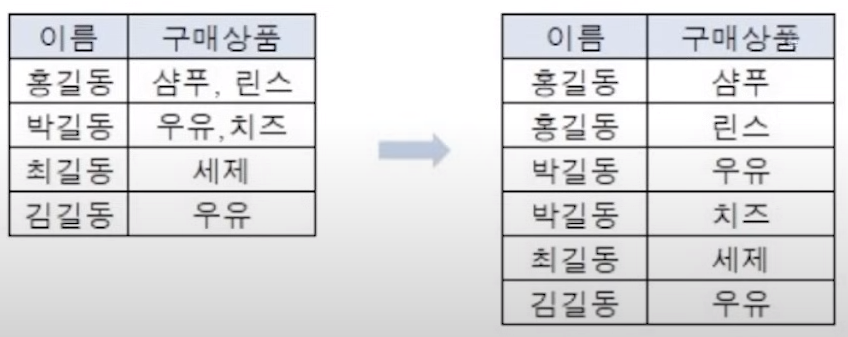 이름 구매상품
홍길동 샴푸, 린스
박길동 우유,치즈
최길동 세제
김길동 우유
이름 구매상품
홍길동 샴푸
홍길동 린스
박길동 우유
박길동 치즈
최길동 세제
김길동 우유